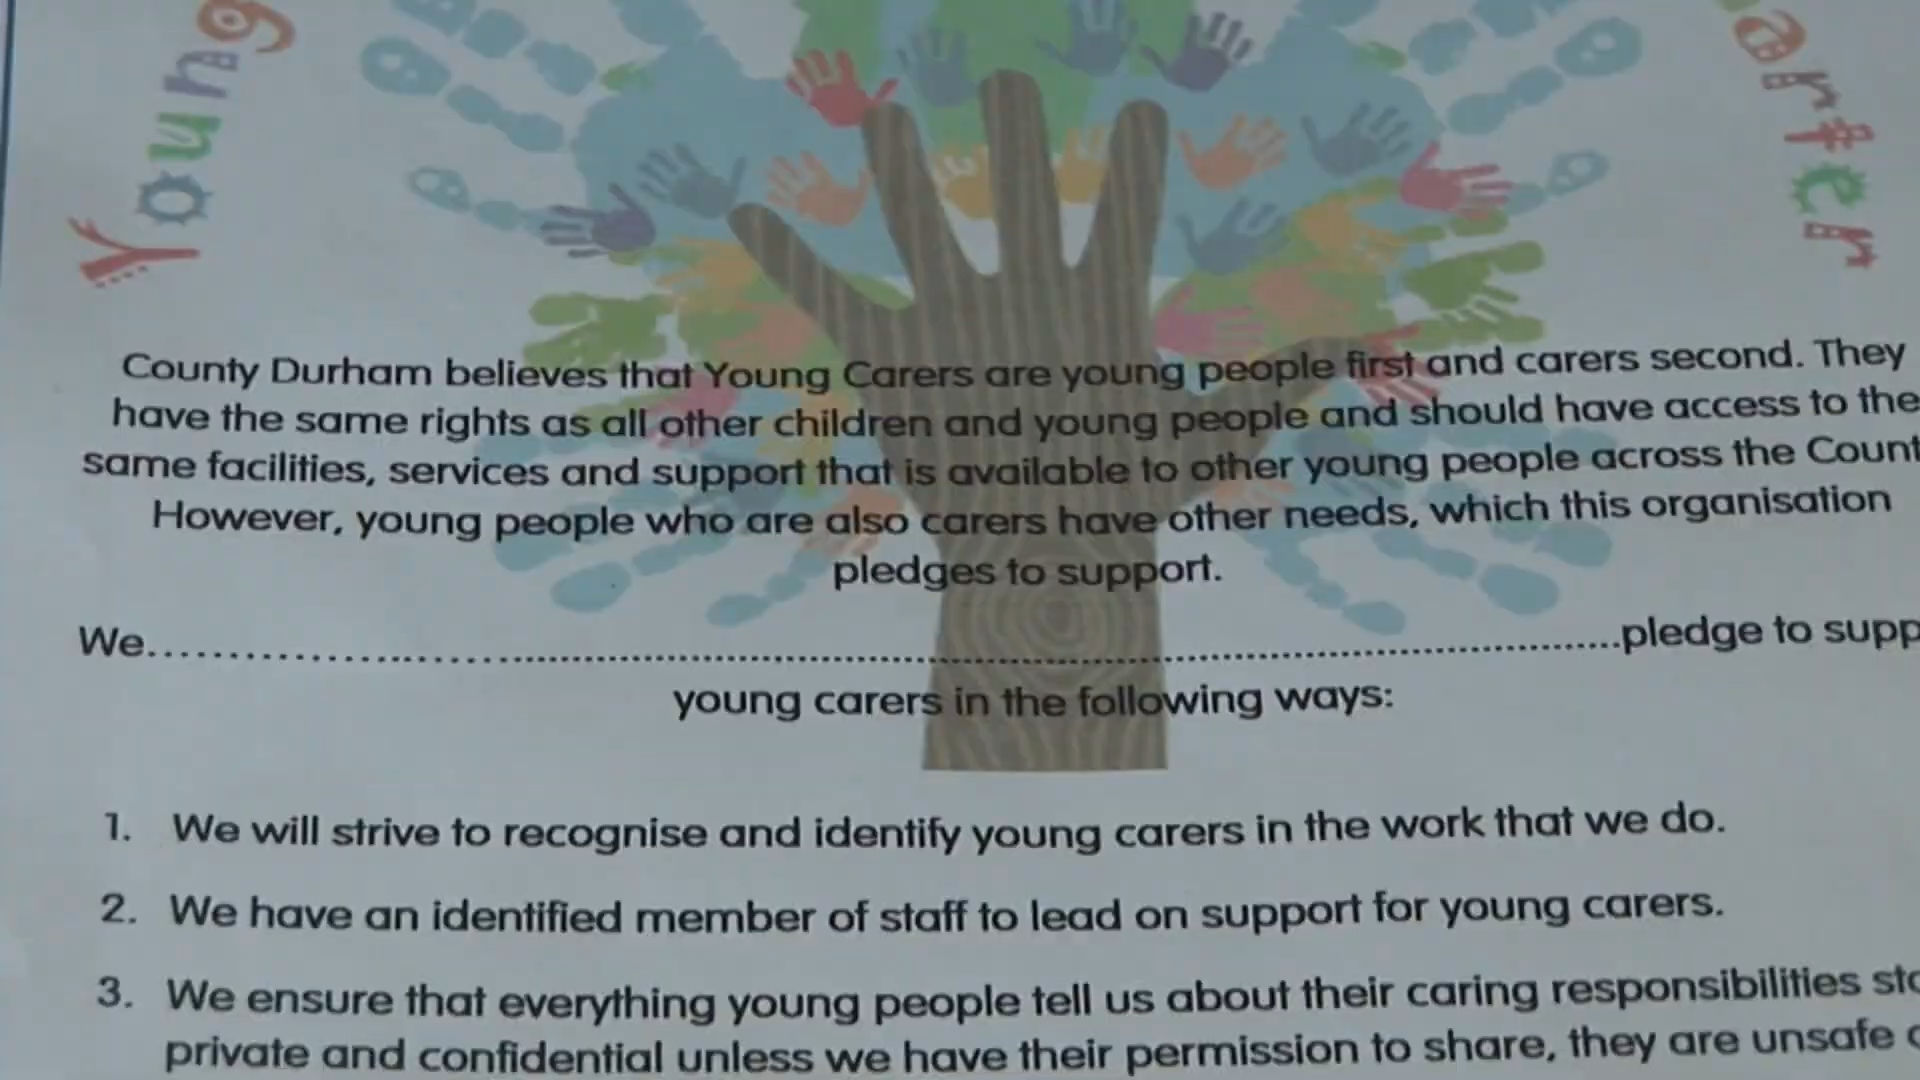 Young
arter
County Durham believes that Young Carers are young people first and carers second. They
have the same rights as all other children and young people and should have access to the
same facilities, services and support that is available to other young people across the Count
However, young people who are also carers have other needs, which this organisation
pledges to support.
We..........pledge to supp
young carers in the following ways:
1. We will strive to recognise and identify young carers in the work that we do.
2. We have an identified member of staff to lead on support for young carers.
3. We ensure that everything young people tell us about their caring responsibilities sta
private and confidential unless we have their permission to share, they are unsafe